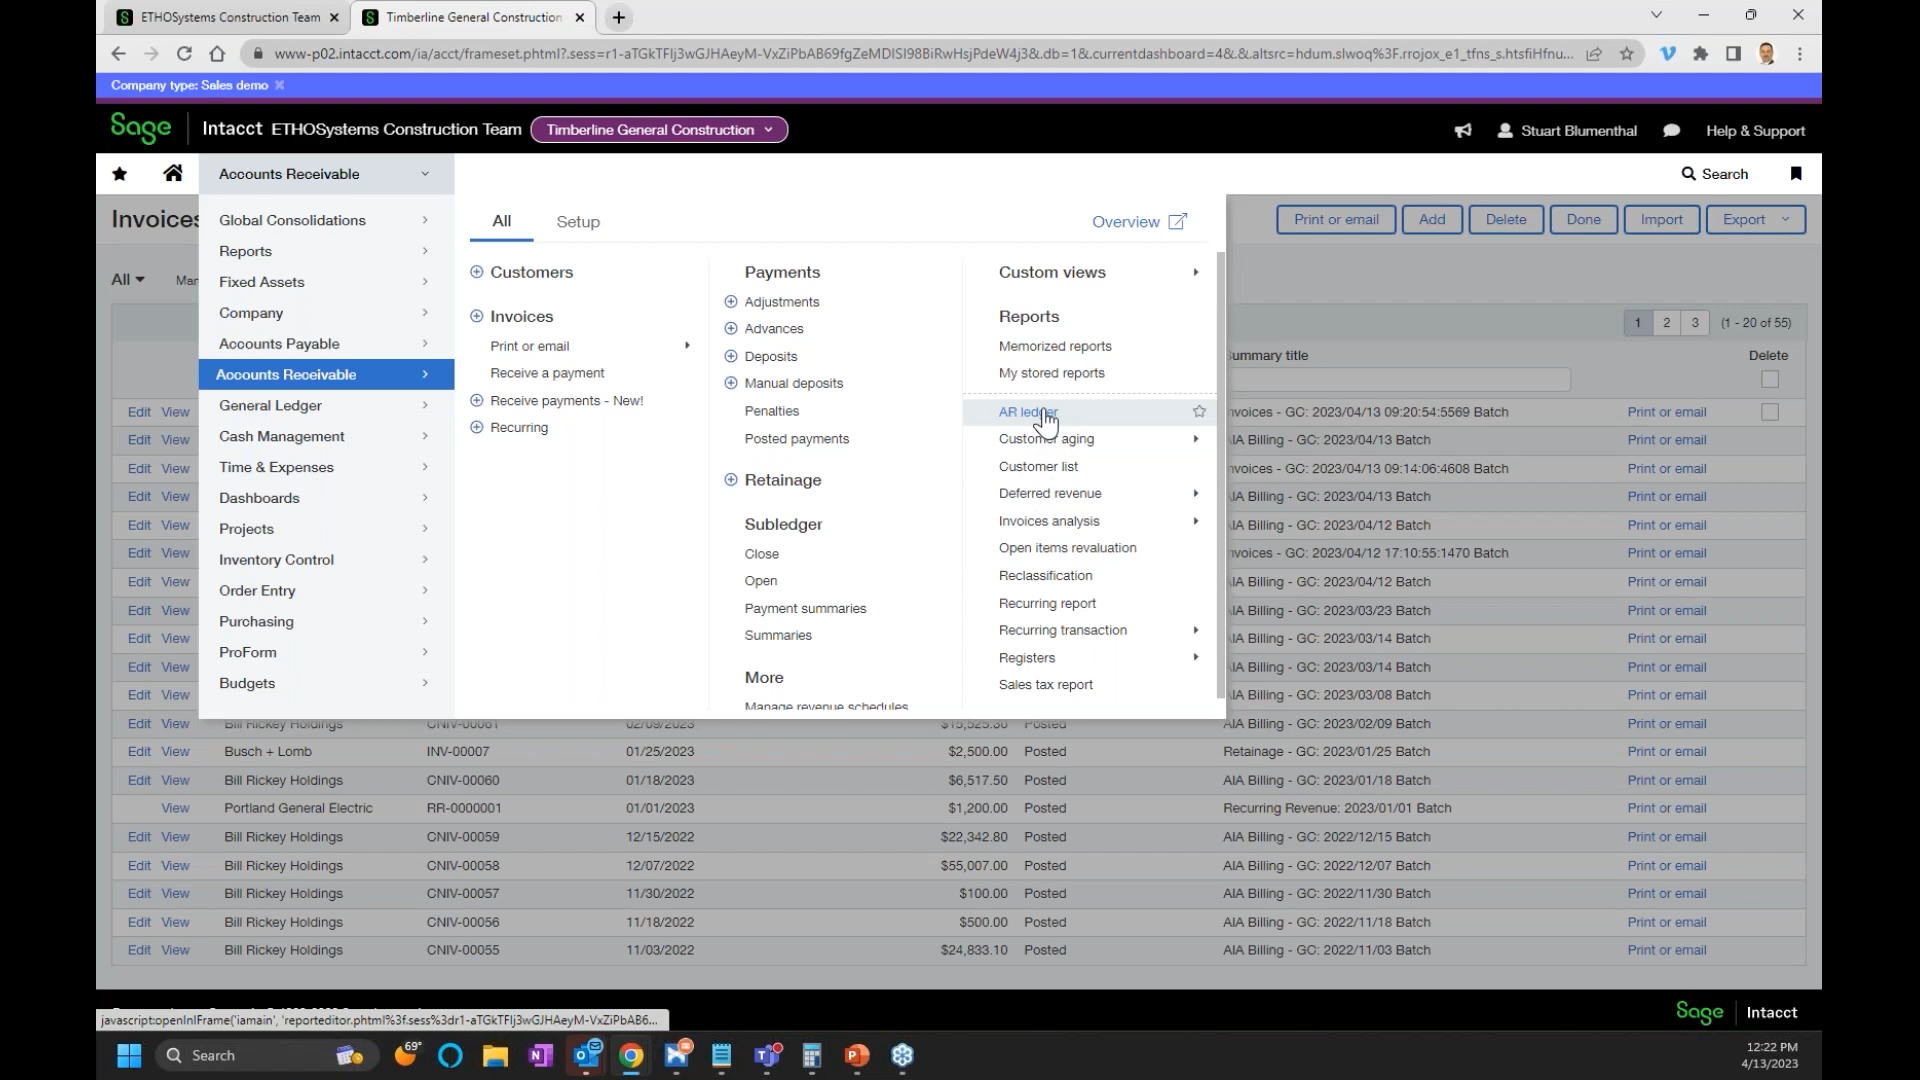 ETHOSystems Construction Team
Timberline General Construction
www-p02.intacct.com/ia/acct/frameset.phtml?.sess=r1-aTGkTFIj3wGJHAeyM-VxZiPbAB69fgZeMDISI98BiRwHsjPdeW4j3&.db=1&.currentdashboard=4&.&.altsrc=hdum.slwoq%3F.rrojox_e1_tfns_s.htsfiHfnu...
Company type: Sales demo
Sage Intacct ETHOSystems Construction Team Timberline General Construction
Stuart Blumenthal Help & Support
Accounts Receivable
Search
Invoices
Print or email Add Delete Done Import Export
All
Global Consolidations
Reports
Fixed Assets
Company
Accounts Payable
Accounts Receivable
General Ledger
Cash Management
Time & Expenses
Dashboards
Projects
Inventory Control
Order Entry
Purchasing
ProForm
Budgets
All Setup Overview
Customers
Invoices
Print or email
Receive a payment
Receive payments - New!
Recurring
Payments
Adjustments
Advances
Deposits
Manual deposits
Penalties
Posted payments
Retainage
Subledger
Close
Open
Payment summaries
Summaries
More
Manage revenue schedules
Custom views
Reports
Memorized reports
My stored reports
AR ledger
Customer aging
Customer list
Deferred revenue
Invoices analysis
Open items revaluation
Reclassification
Recurring report
Recurring transaction
Registers
Sales tax report
1 2 3 (1 - 20 of 55)
ummary title Delete
Edit View nvoices - GC: 2023/04/13 09:20:54:5569 Batch Print or email
Edit View IA Billing - GC: 2023/04/13 Batch Print or email
Edit View nvoices - GC: 2023/04/13 09:14:06:4608 Batch Print or email
Edit View IA Billing - GC: 2023/04/13 Batch Print or email
Edit View IA Billing - GC: 2023/04/12 Batch Print or email
Edit View nvoices - GC: 2023/04/12 17:10:55:1470 Batch Print or email
Edit View IA Billing - GC: 2023/04/12 Batch Print or email
Edit View IA Billing - GC: 2023/03/23 Batch Print or email
Edit View IA Billing - GC: 2023/03/14 Batch Print or email
Edit View IA Billing - GC: 2023/03/14 Batch Print or email
Edit View IA Billing - GC: 2023/03/08 Batch Print or email
Edit View Bill Rickey Holdings CNIV-00061 02/09/2023 $15,525.30 Posted AIA Billing - GC: 2023/02/09 Batch Print or email
Edit View Busch + Lomb INV-00007 01/25/2023 $2,500.00 Posted Retainage - GC: 2023/01/25 Batch Print or email
Edit View Bill Rickey Holdings CNIV-00060 01/18/2023 $6,517.50 Posted AIA Billing - GC: 2023/01/18 Batch Print or email
View Portland General Electric RR-0000001 01/01/2023 $1,200.00 Posted Recurring Revenue: 2023/01/01 Batch Print or email
Edit View Bill Rickey Holdings CNIV-00059 12/15/2022 $22,342.80 Posted AIA Billing - GC: 2022/12/15 Batch Print or email
Edit View Bill Rickey Holdings CNIV-00058 12/07/2022 $55,007.00 Posted AIA Billing - GC: 2022/12/07 Batch Print or email
Edit View Bill Rickey Holdings CNIV-00057 11/30/2022 $100.00 Posted AIA Billing - GC: 2022/11/30 Batch Print or email
Edit View Bill Rickey Holdings CNIV-00056 11/18/2022 $500.00 Posted AIA Billing - GC: 2022/11/18 Batch Print or email
Edit View Bill Rickey Holdings CNIV-00055 11/03/2022 $24,833.10 Posted AIA Billing - GC: 2022/11/03 Batch Print or email
Sage Intacct
javascript:openInIFrame('iamain', 'reporteditor.phtml%3f.sess%3dr1-aTGkTFIj3wGJHAeyM-VxZiPbAB6...
Search
69°
12:22 PM
4/13/2023